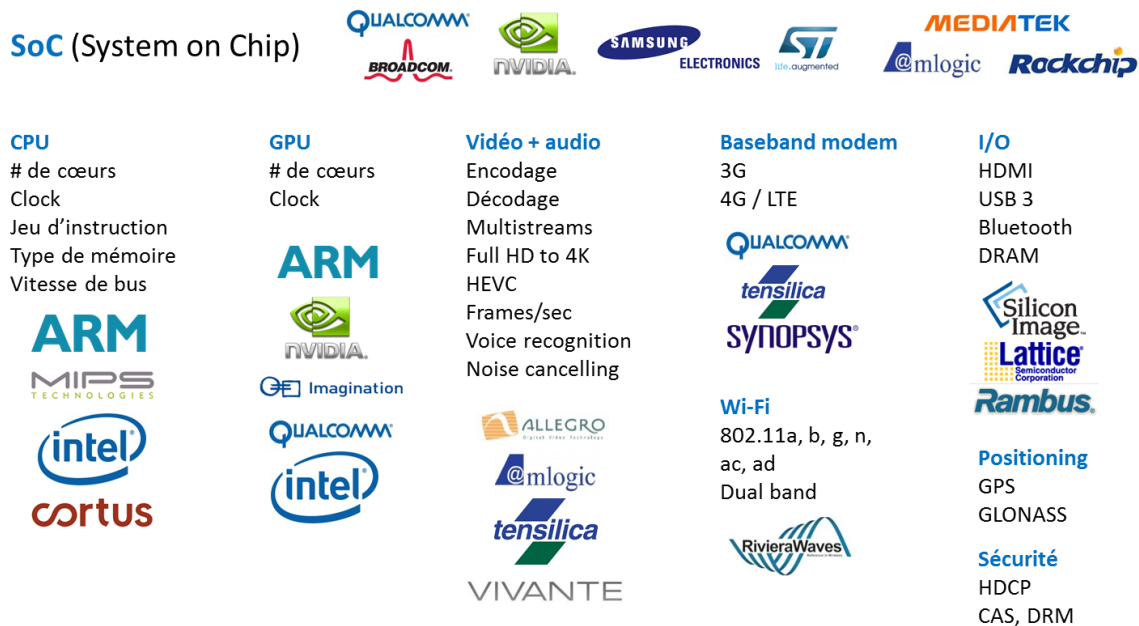 SoC (System on Chip)
QUALCOMM
BROADCOM.
NVIDIA.
SAMSUNG
ELECTRONICS
ST
life.augmented
MEDIATEK
@mlogic
Rockchip
CPU
# de cœurs
Clock
Jeu d’instruction
Type de mémoire
Vitesse de bus
ARM
MIPS
TECHNOLOGIES
intel
cortus
GPU
# de cœurs
Clock
ARM
NVIDIA.
Imagination
QUALCOMM
intel
Vidéo + audio
Encodage
Décodage
Multistreams
Full HD to 4K
HEVC
Frames/sec
Voice recognition
Noise cancelling
ALLEGRO
Digital Video Technology
@mlogic
tensilica
VIVANTE
Baseband modem
3G
4G / LTE
QUALCOMM
tensilica
SYNOPSYS®
Wi-Fi
802.11a, b, g, n,
ac, ad
Dual band
RivieraWaves
I/O
HDMI
USB 3
Bluetooth
DRAM
Silicon
Image™
Lattice®
Semiconductor
Corporation
Rambus®
Positioning
GPS
GLONASS
Sécurité
HDCP
CAS, DRM